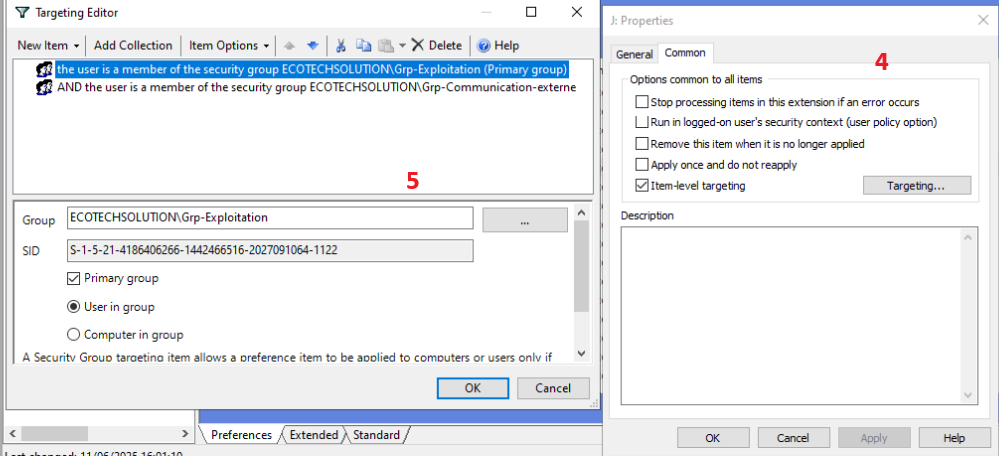 Targeting Editor
New Item Add Collection Item Options Delete Help
the user is a member of the security group ECOTECHSOLUTION\Grp-Exploitation (Primary group)
AND the user is a member of the security group ECOTECHSOLUTION\Grp-Communication-externe
5
Group ECOTECHSOLUTION\Grp-Exploitation ...
SID S-1-5-21-4186406266-1442466516-2027091064-1122
Primary group
User in group
Computer in group
A Security Group targeting item allows a preference item to be applied to computers or users only if
OK Cancel
Preferences Extended Standard
Last changed: 11/06/2025 16:01:10
J: Properties
General Common
4
Options common to all items
Stop processing items in this extension if an error occurs
Run in logged-on user's security context (user policy option)
Remove this item when it is no longer applied
Apply once and do not reapply
Item-level targeting Targeting...
Description
OK Cancel Apply Help